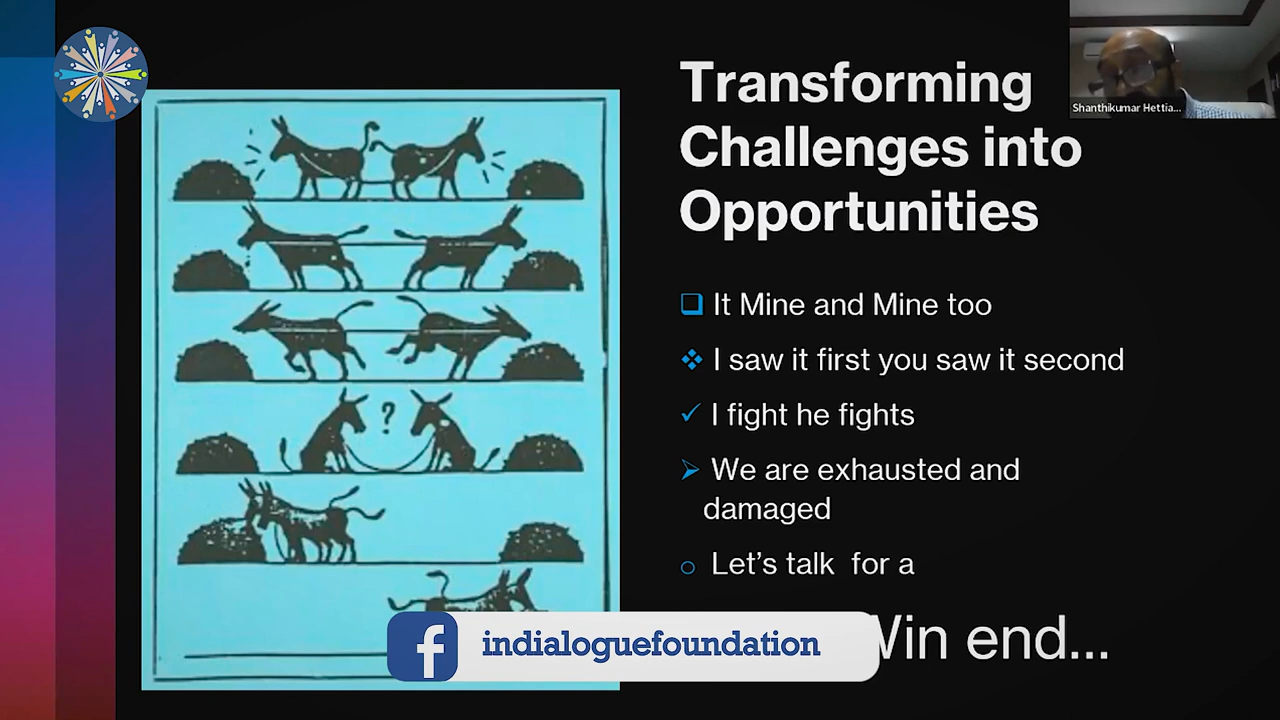 Transforming
Challenges into
Opportunities
Shanthikumar Hettia...
❑ It Mine and Mine too
❖ I saw it first you saw it second
✓ I fight he fights
➢ We are exhausted and
damaged
○ Let’s talk for a
Win end...
?
f indialoguefoundation